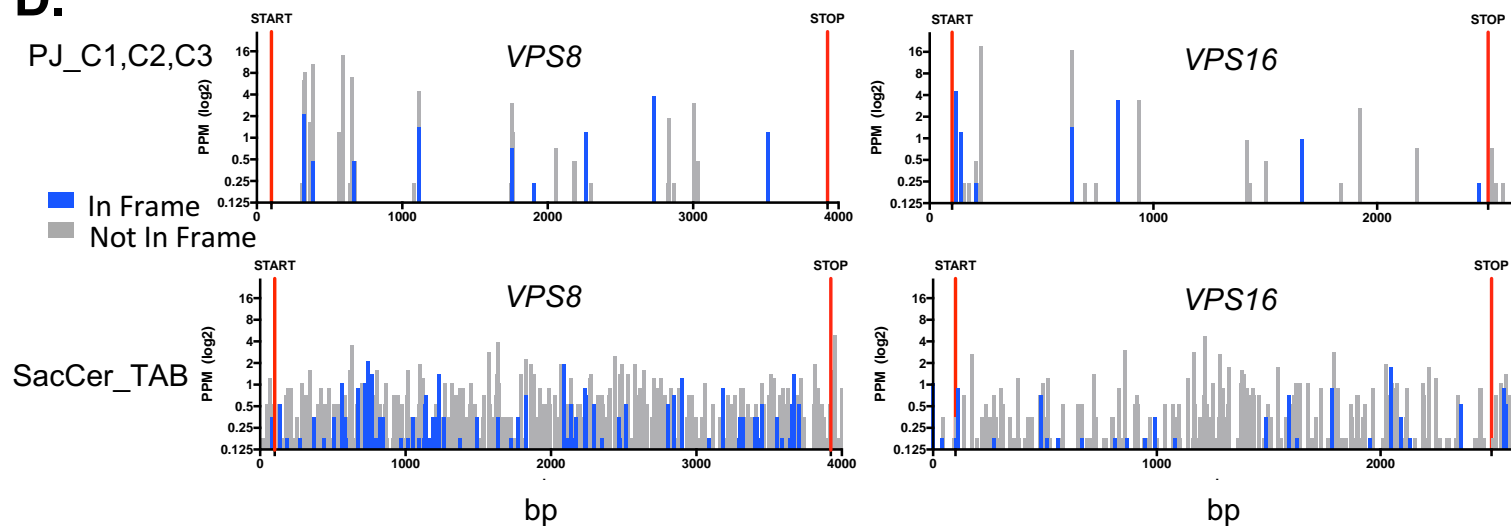 D.
START STOP START STOP
PJ_C1,C2,C3 VPS8 VPS16
PPM (log2) PPM (log2)
16 16
8 8
4 4
2 2
1 1
0.5 0.5
0.25 0.25
0.125 0.125
0 1000 2000 3000 4000 0 1000 2000
In Frame
Not In Frame
START STOP START STOP
VPS8 VPS16
SacCer_TAB
PPM (log2) PPM (log2)
16 16
8 8
4 4
2 2
1 1
0.5 0.5
0.25 0.25
0.125 0.125
0 1000 2000 3000 4000 0 1000 2000
bp bp